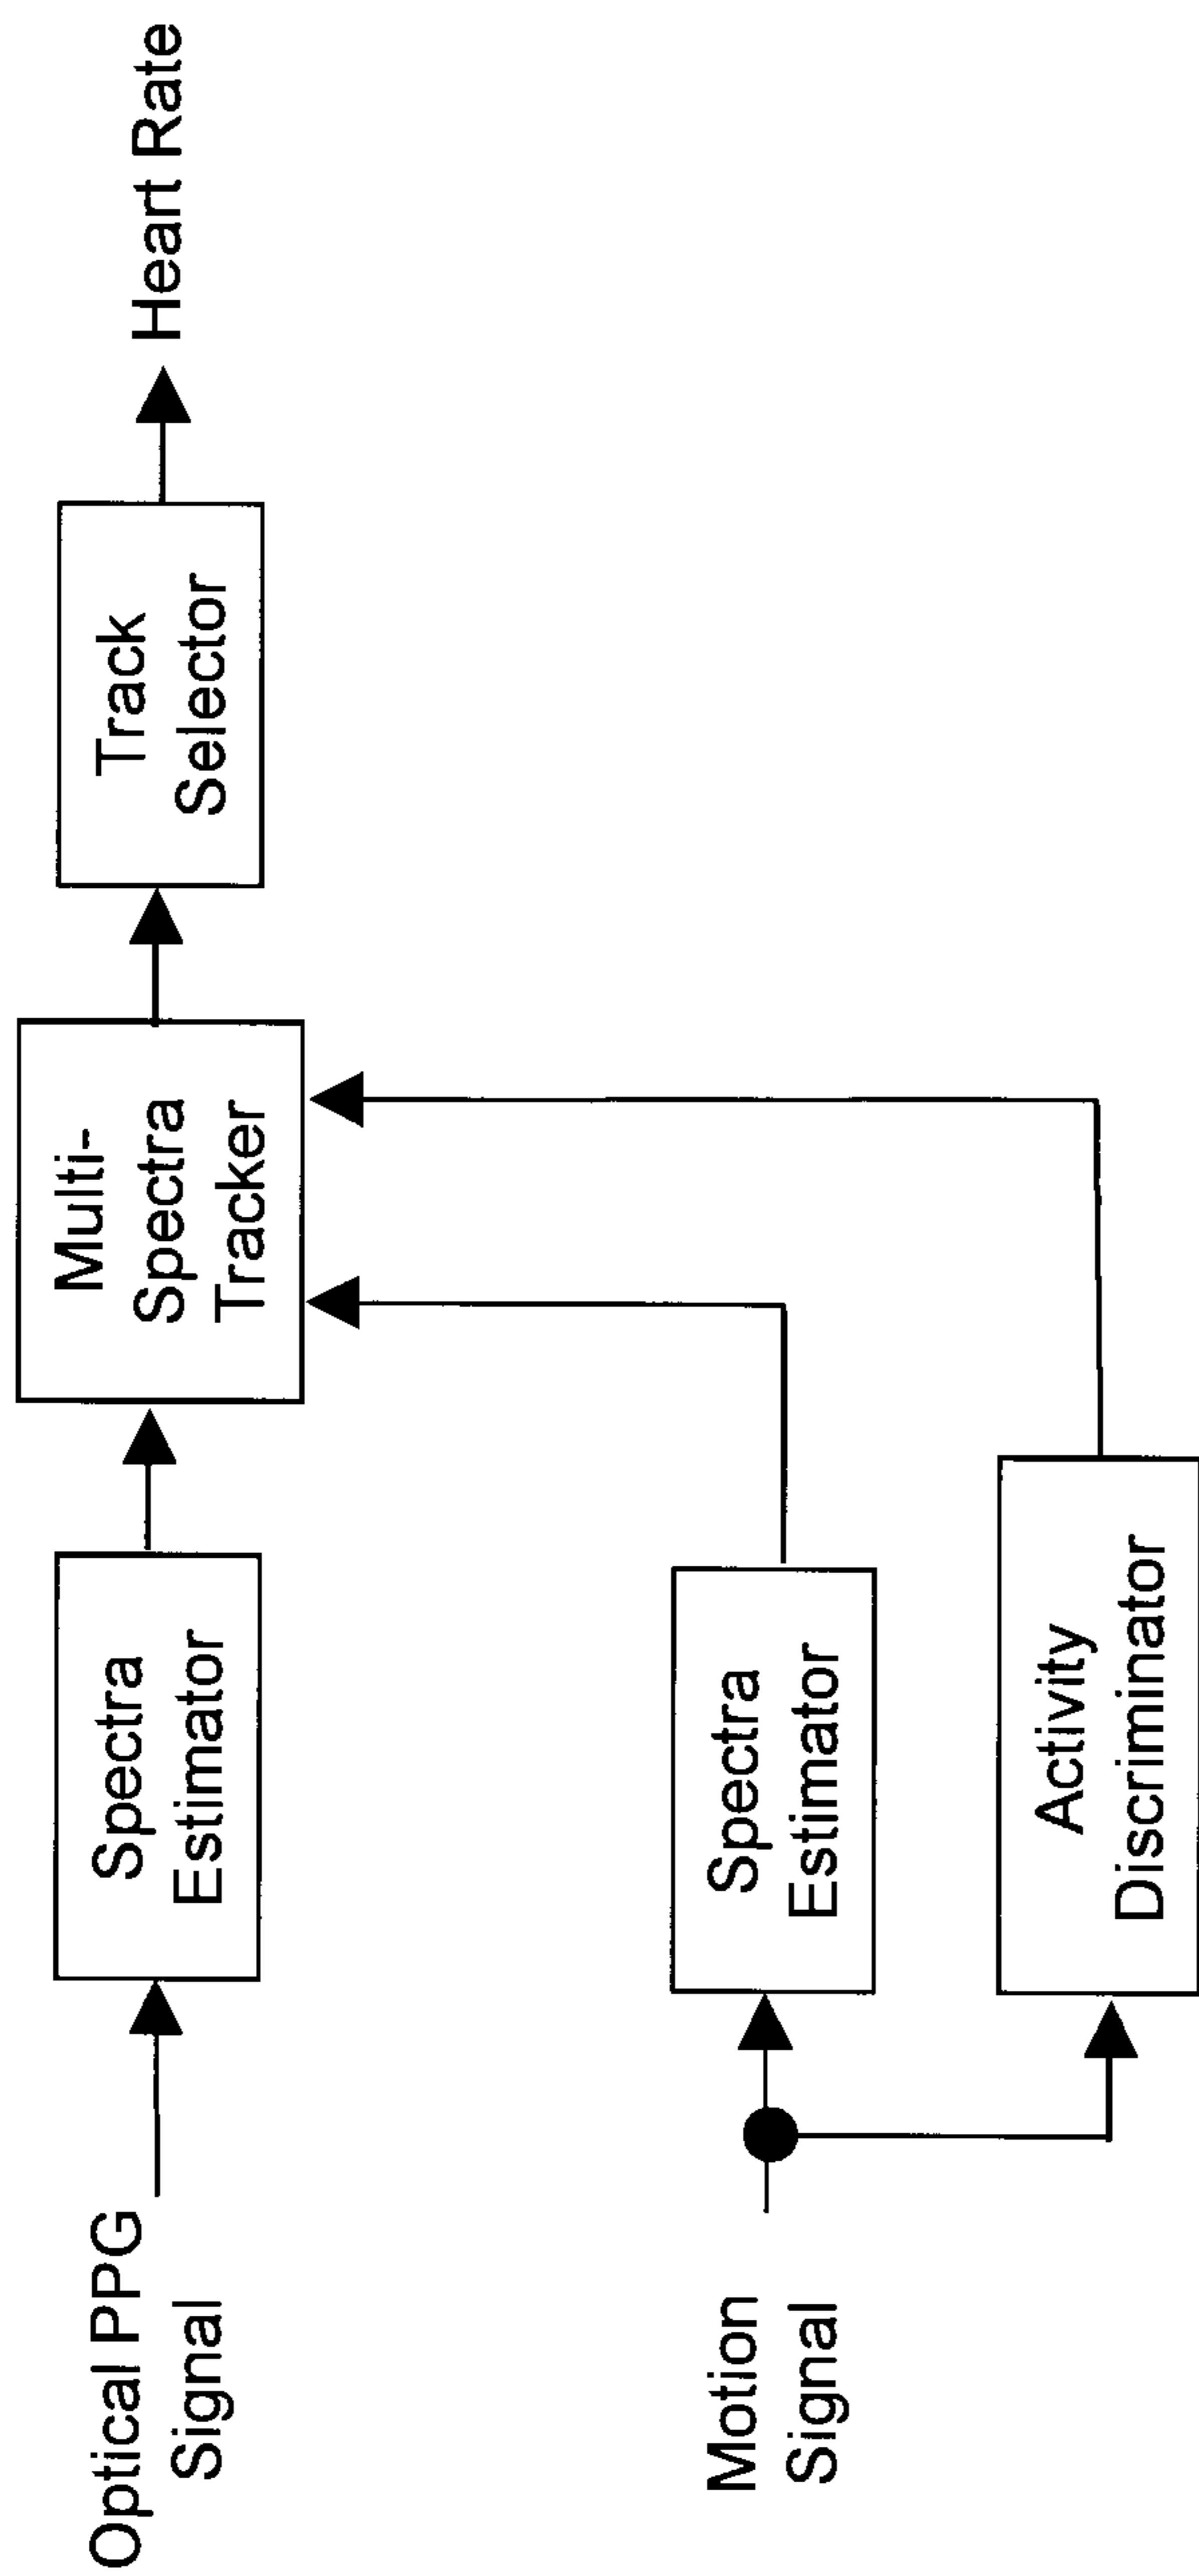 Optical PPG
Signal
Spectra
Estimator
Multi-
Spectra
Tracker
Track
Selector
Heart Rate
Motion
Signal
Spectra
Estimator
Activity
Discriminator